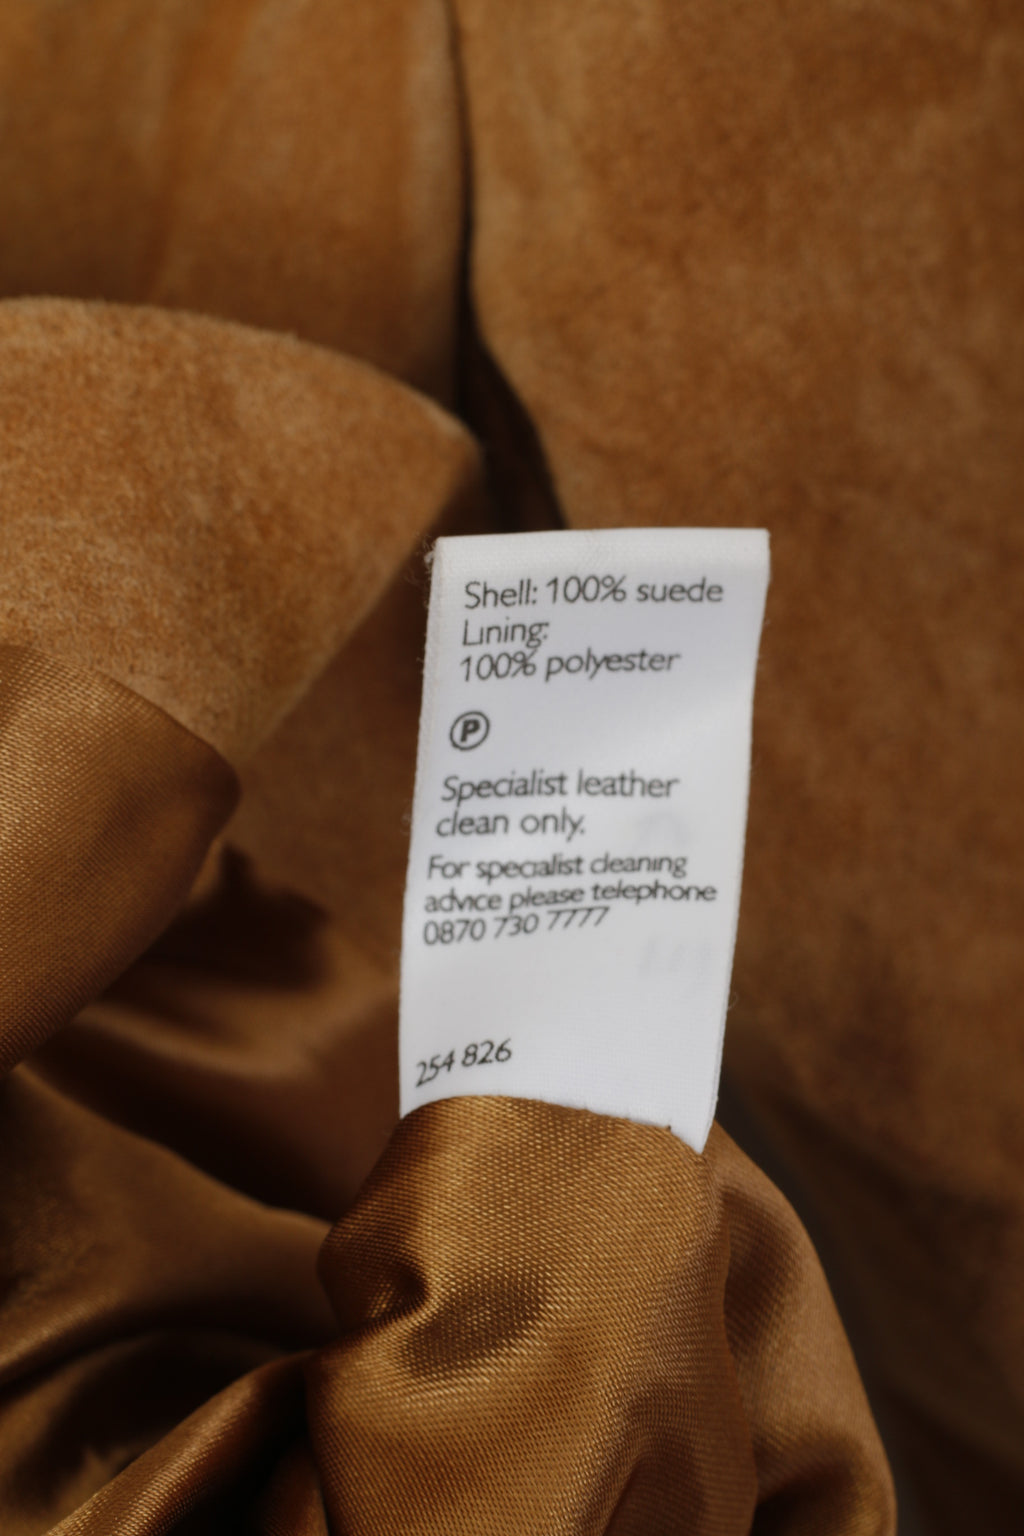 Shell: 100% suede
Lining:
100% polyester
P
Specialist leather
clean only.
For specialist cleaning
advice please telephone
0870 730 7777
254 826